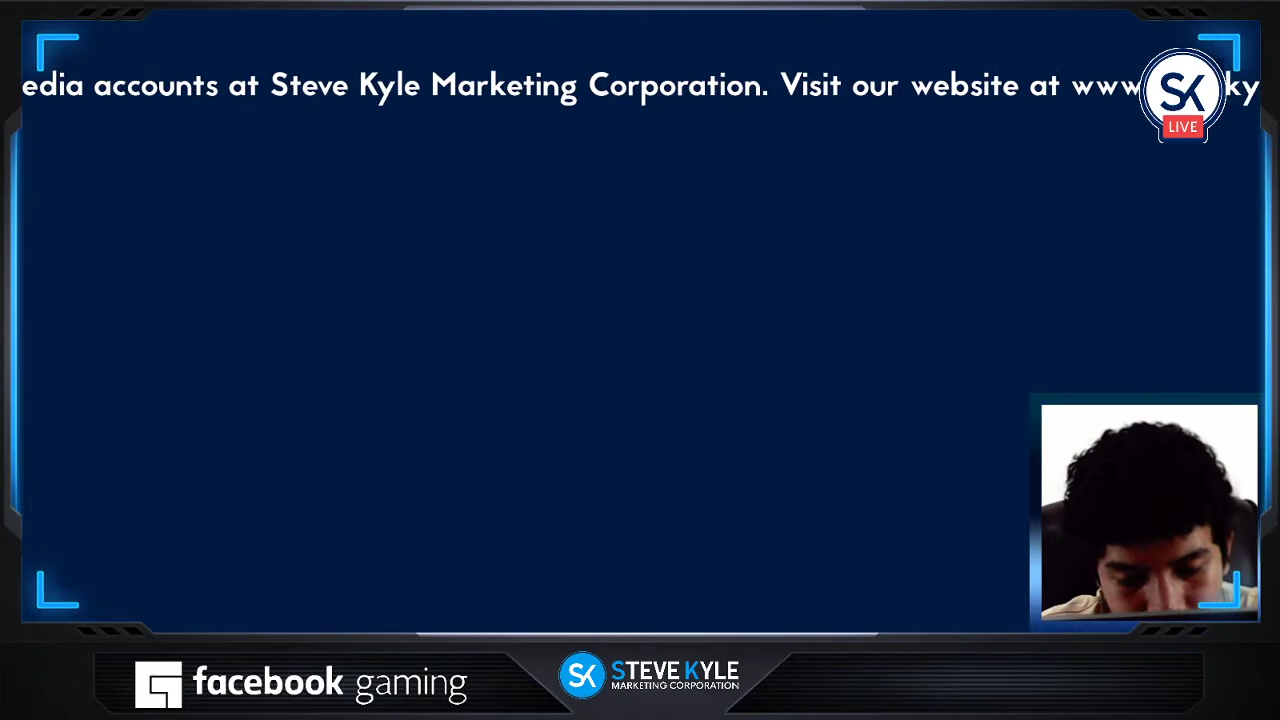 edia accounts at Steve Kyle Marketing Corporation. Visit our website at www ky
SK
LIVE
facebook gaming
SK STEVE KYLE
MARKETING CORPORATION